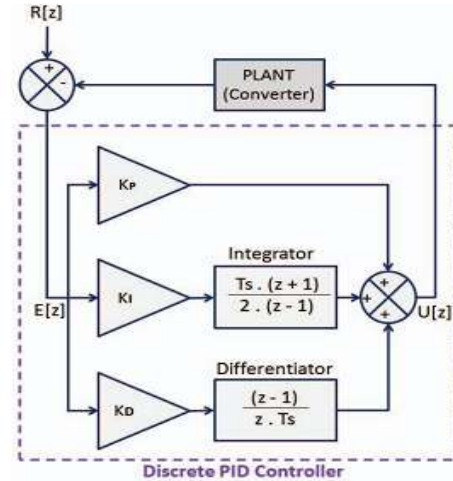 R[z]
+
-
PLANT
(Converter)
KP
Integrator
KI
Ts . (z + 1)
2 . (z - 1)
+
+
+
E[z]
U[z]
Differentiator
KD
(z - 1)
z . Ts
Discrete PID Controller